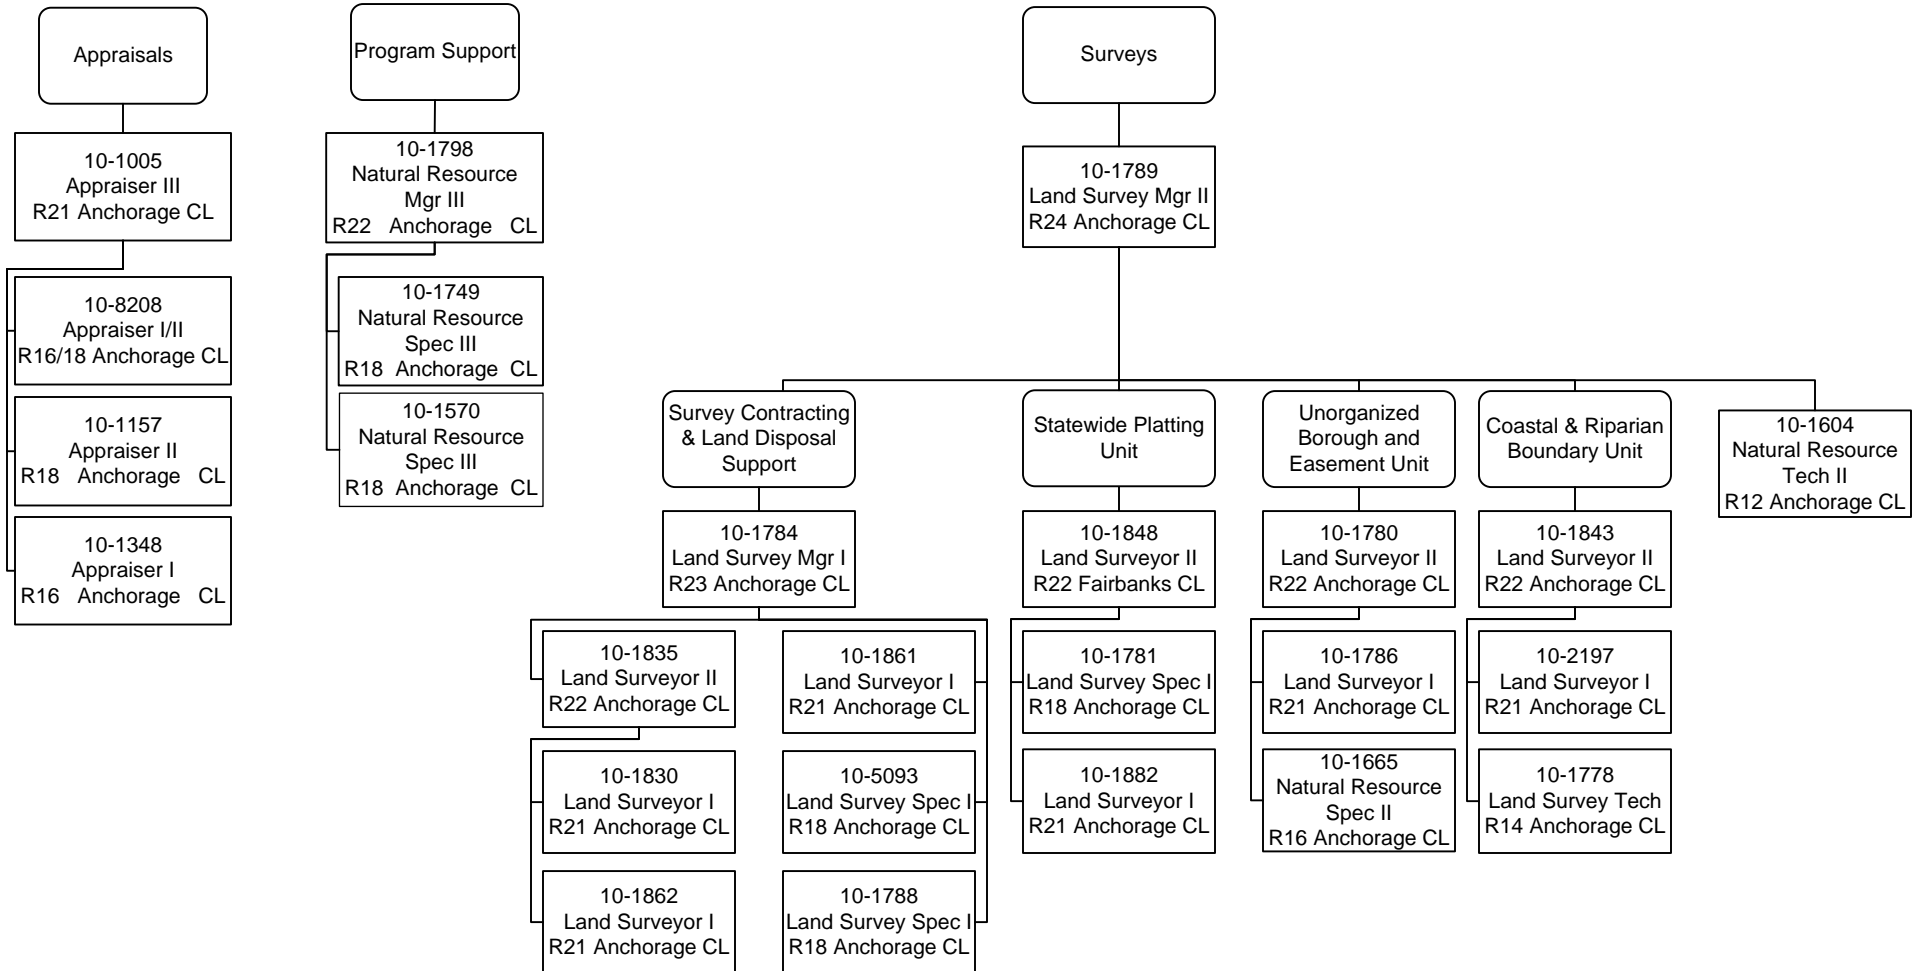 Appraisals
10-1005
Appraiser III
R21 Anchorage CL
10-8208
Appraiser I/II
R16/18 Anchorage CL
10-1157
Appraiser II
R18 Anchorage CL
10-1348
Appraiser I
R16 Anchorage CL
Program Support
10-1798
Natural Resource
Mgr III
R22 Anchorage CL
10-1749
Natural Resource
Spec III
R18 Anchorage CL
10-1570
Natural Resource
Spec III
R18 Anchorage CL
Surveys
10-1789
Land Survey Mgr II
R24 Anchorage CL
Survey Contracting
& Land Disposal
Support
10-1784
Land Survey Mgr I
R23 Anchorage CL
10-1835
Land Surveyor II
R22 Anchorage CL
10-1830
Land Surveyor I
R21 Anchorage CL
10-1862
Land Surveyor I
R21 Anchorage CL
10-1861
Land Surveyor I
R21 Anchorage CL
10-5093
Land Survey Spec I
R18 Anchorage CL
10-1788
Land Survey Spec I
R18 Anchorage CL
Statewide Platting
Unit
10-1848
Land Surveyor II
R22 Fairbanks CL
10-1781
Land Survey Spec I
R18 Anchorage CL
10-1882
Land Surveyor I
R21 Anchorage CL
Unorganized
Borough and
Easement Unit
10-1780
Land Surveyor II
R22 Anchorage CL
10-1786
Land Surveyor I
R21 Anchorage CL
10-1665
Natural Resource
Spec II
R16 Anchorage CL
Coastal & Riparian
Boundary Unit
10-1843
Land Surveyor II
R22 Anchorage CL
10-2197
Land Surveyor I
R21 Anchorage CL
10-1778
Land Survey Tech
R14 Anchorage CL
10-1604
Natural Resource
Tech II
R12 Anchorage CL